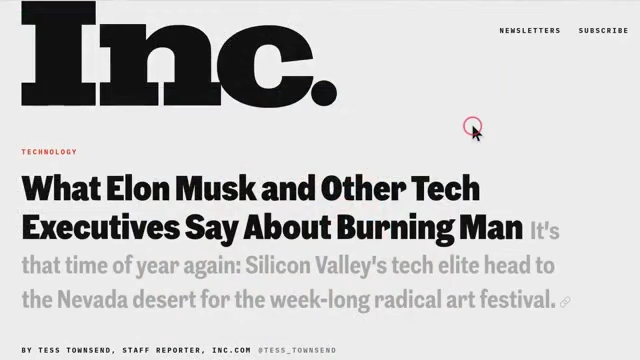 Inc.
NEWSLETTERS SUBSCRIBE
TECHNOLOGY
What Elon Musk and Other Tech
Executives Say About Burning Man It's
that time of year again: Silicon Valley's tech elite head to
the Nevada desert for the week-long radical art festival.
BY TESS TOWNSEND, STAFF REPORTER, INC.COM @TESS_TOWNSEND